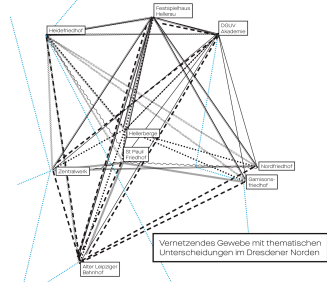 Festspielhaus
Hellerau
Heidefriedhof
DGUV
Akademie
Hellerberge
St Pauli
Friedhof
Zentralwerk
Nordfriedhof
Garnisons-
friedhof
Vernetzendes Gewebe mit thematischen
Unterscheidungen im Dresdener Norden
Alter Leipziger
Bahnhof